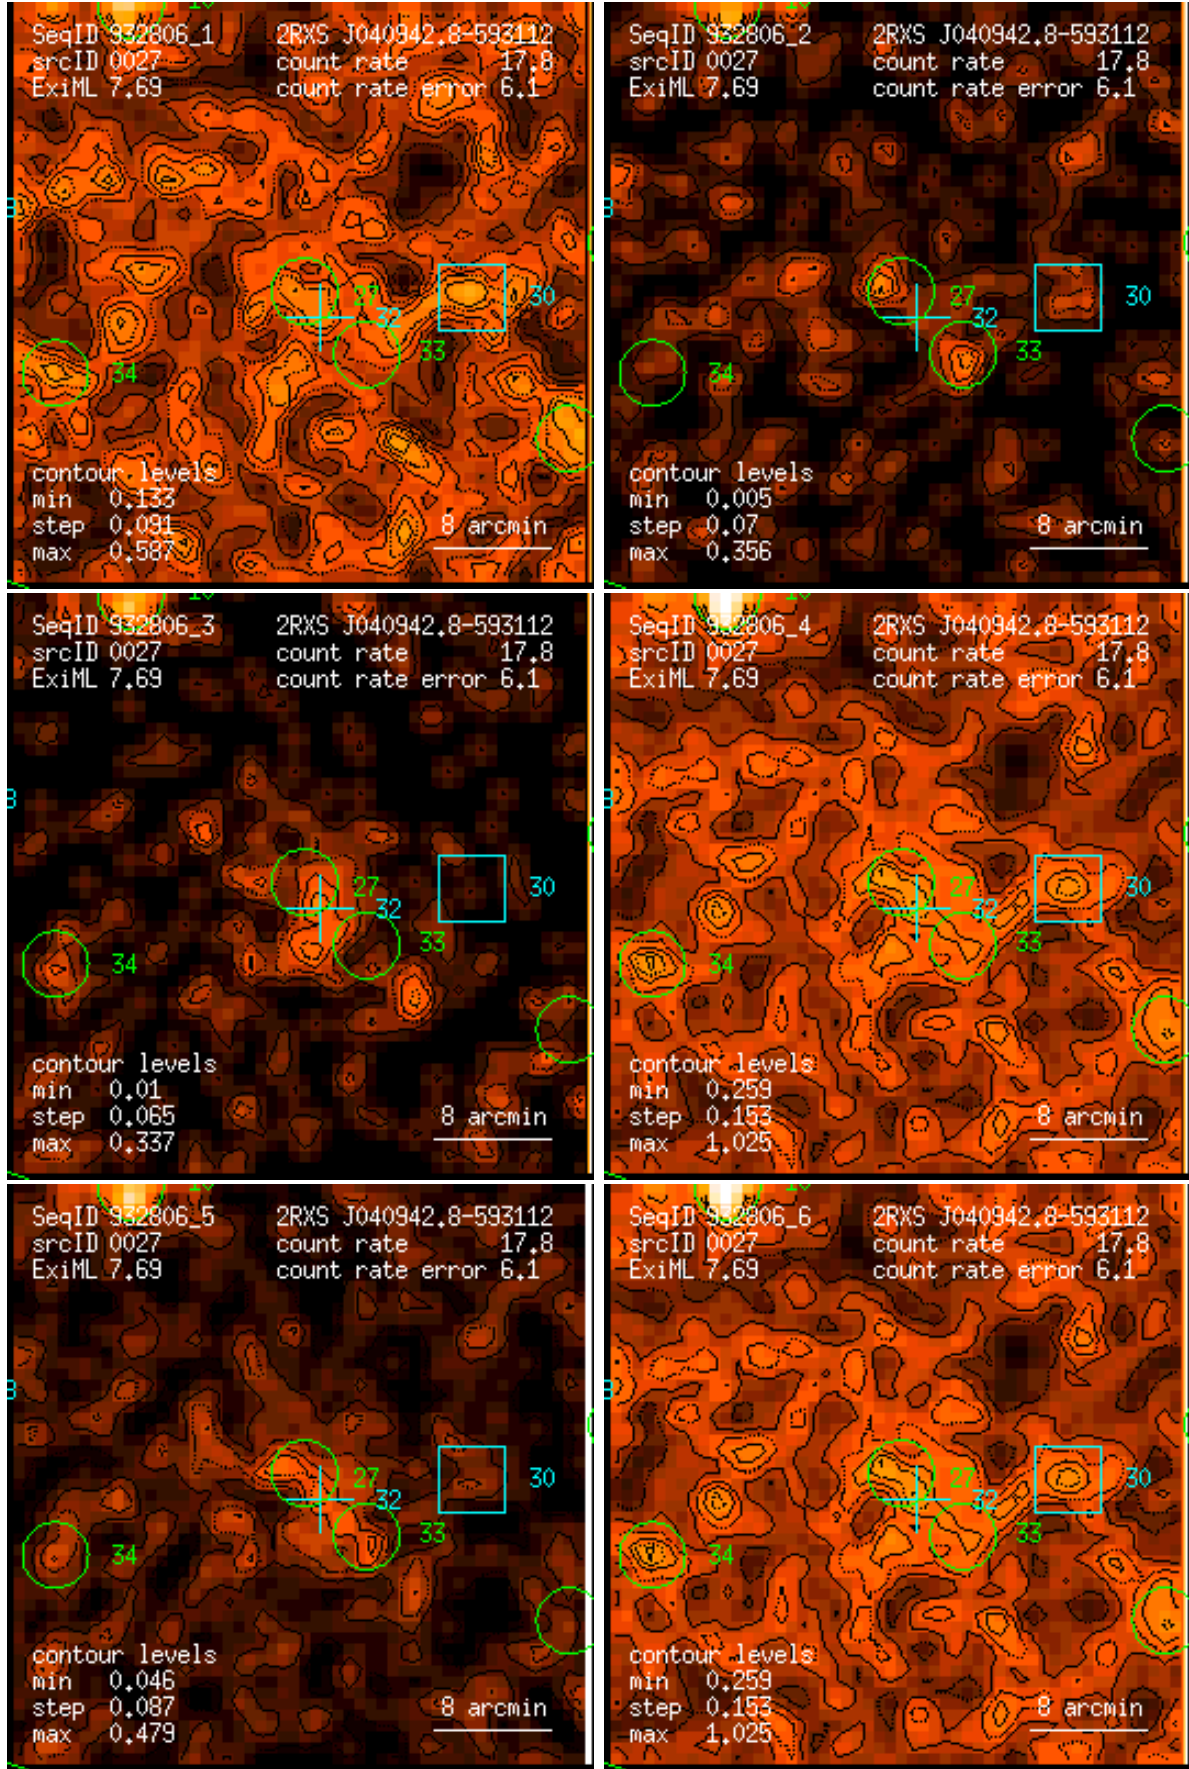 SeqID 932806_1 2RXS J040942.8-593112
srcID 0027 count rate 17.8
ExiML 7.69 count rate error 6.1
27
30
32
33
34
contour levels
min 0.133
step 0.091
max 0.587
8 arcmin
SeqID 932806_2 2RXS J040942.8-593112
srcID 0027 count rate 17.8
ExiML 7.69 count rate error 6.1
27
30
32
33
34
contour levels
min 0.005
step 0.07
max 0.356
8 arcmin
SeqID 932806_3 2RXS J040942.8-593112
srcID 0027 count rate 17.8
ExiML 7.69 count rate error 6.1
27
30
32
33
34
contour levels
min 0.01
step 0.065
max 0.337
8 arcmin
SeqID 932806_4 2RXS J040942.8-593112
srcID 0027 count rate 17.8
ExiML 7.69 count rate error 6.1
27
30
32
33
34
contour levels
min 0.259
step 0.153
max 1.025
8 arcmin
SeqID 932806_5 2RXS J040942.8-593112
srcID 0027 count rate 17.8
ExiML 7.69 count rate error 6.1
27
30
32
33
34
contour levels
min 0.046
step 0.087
max 0.479
8 arcmin
SeqID 932806_6 2RXS J040942.8-593112
srcID 0027 count rate 17.8
ExiML 7.69 count rate error 6.1
27
30
32
33
34
contour levels
min 0.259
step 0.153
max 1.025
8 arcmin